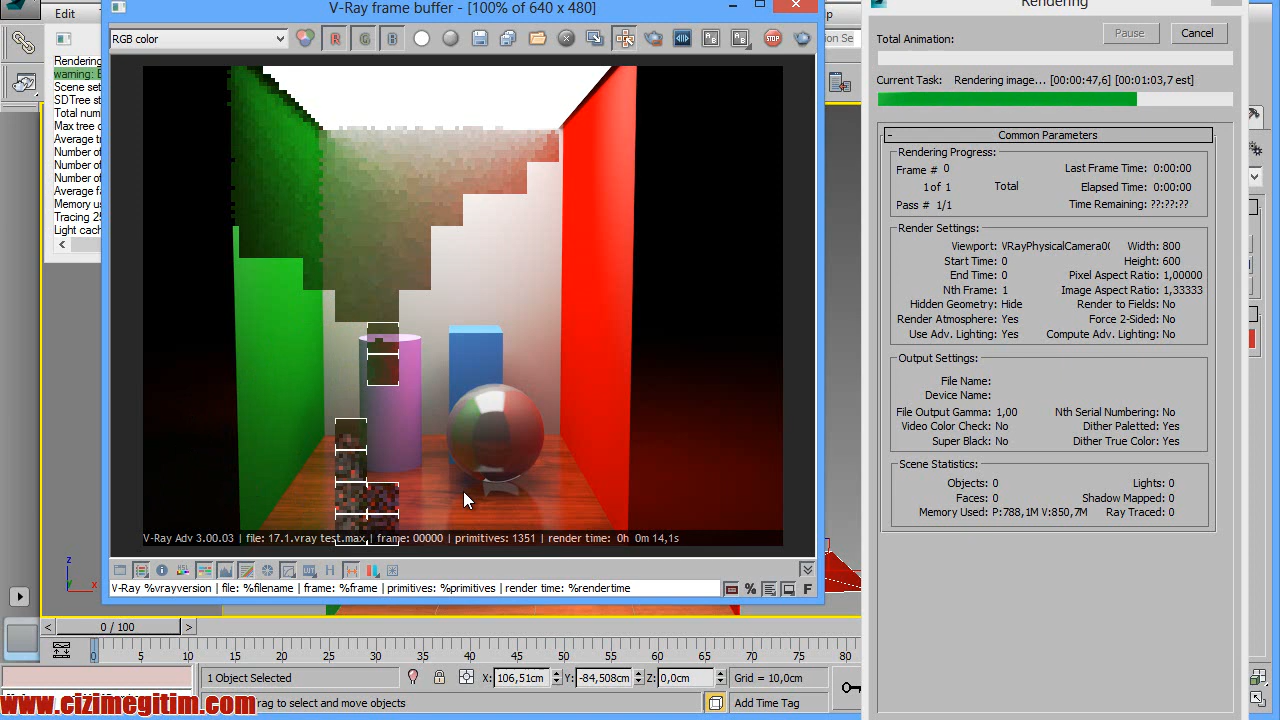 Edit
V-Ray frame buffer - [100% of 640 x 480]
Rendering
RGB color
R G B
STOP
Rendering
warning:
Scene set
SDTree st
Total num
Max tree
Average tr
Number of
Number of
Number of
Average fa
Memory us
Tracing 25
Light cach
Total Animation:
Pause
Cancel
Current Task: Rendering image... [00:00:47,6] [00:01:03,7 est]
Common Parameters
Rendering Progress:
Frame # 0
1 of 1 Total
Pass # 1/1
Last Frame Time: 0:00:00
Elapsed Time: 0:00:00
Time Remaining: ??:??:??
Render Settings:
Viewport: VRayPhysicalCamera0 Width: 800
Start Time: 0 Height: 600
End Time: 0 Pixel Aspect Ratio: 1,00000
Nth Frame: 1 Image Aspect Ratio: 1,33333
Hidden Geometry: Hide Render to Fields: No
Render Atmosphere: Yes Force 2-Sided: No
Use Adv. Lighting: Yes Compute Adv. Lighting: No
Output Settings:
File Name:
Device Name:
File Output Gamma: 1,00 Nth Serial Numbering: No
Video Color Check: No Dither Paletted: Yes
Super Black: No Dither True Color: Yes
Scene Statistics:
Objects: 0 Lights: 0
Faces: 0 Shadow Mapped: 0
Memory Used: P:788,1M V:850,7M Ray Traced: 0
V-Ray Adv 3.00.03 | file: 17.1.vray test.max | frame: 00000 | primitives: 1351 | render time: 0h 0m 14,1s
V-Ray %vrayversion | file: %filename | frame: %frame | primitives: %primitives | render time: %rendertime
% F
z
x
< 0 / 100 >
0 5 10 15 20 25 30 35 40 45 50 55 60 65 70 75 80
1 Object Selected X: 106,51cm Y: -84,508cm Z: 0,0cm Grid = 10,0cm
drag to select and move objects Add Time Tag
www.cizimegitim.com